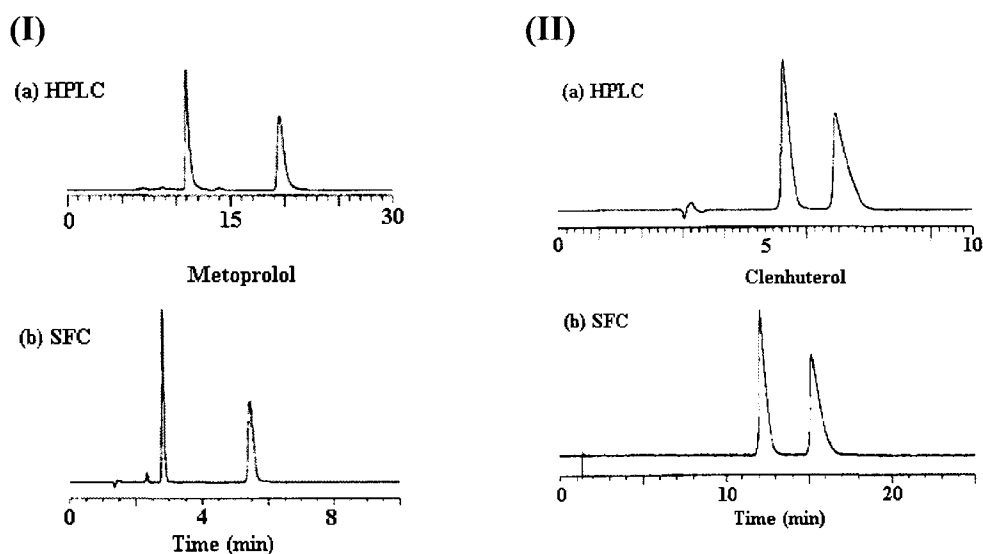 (I)
(a) HPLC
0 15 30
Metoprolol
(b) SFC
0 4 8
Time (min)
(II)
(a) HPLC
0 5 10
Clenhuterol
(b) SFC
0 10 20
Time (min)